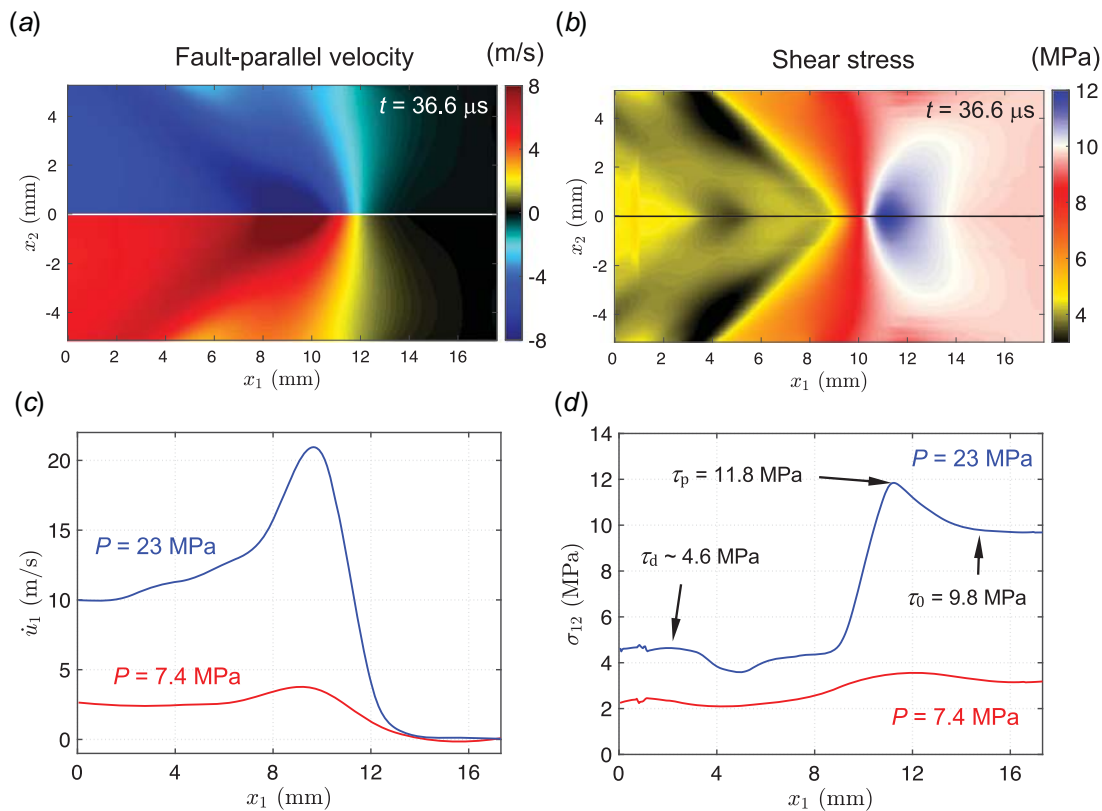 (a)
Fault-parallel velocity
(m/s)
t = 36.6 μs
x₂ (mm)
4
2
0
-2
-4
0 2 4 6 8 10 12 14 16
x₁ (mm)
8
4
0
-4
-8
(b)
Shear stress
(MPa)
t = 36.6 μs
x₂ (mm)
4
2
0
-2
-4
0 2 4 6 8 10 12 14 16
x₁ (mm)
12
11
10
9
8
7
6
5
4
3
(c)
u̇₁ (m/s)
20
15
10
5
0
P = 23 MPa
P = 7.4 MPa
0 4 8 12 16
x₁ (mm)
(d)
σ₁₂ (MPa)
14
12
10
8
6
4
2
0
P = 23 MPa
τp = 11.8 MPa
τd ~ 4.6 MPa
τ₀ = 9.8 MPa
P = 7.4 MPa
0 4 8 12 16
x₁ (mm)